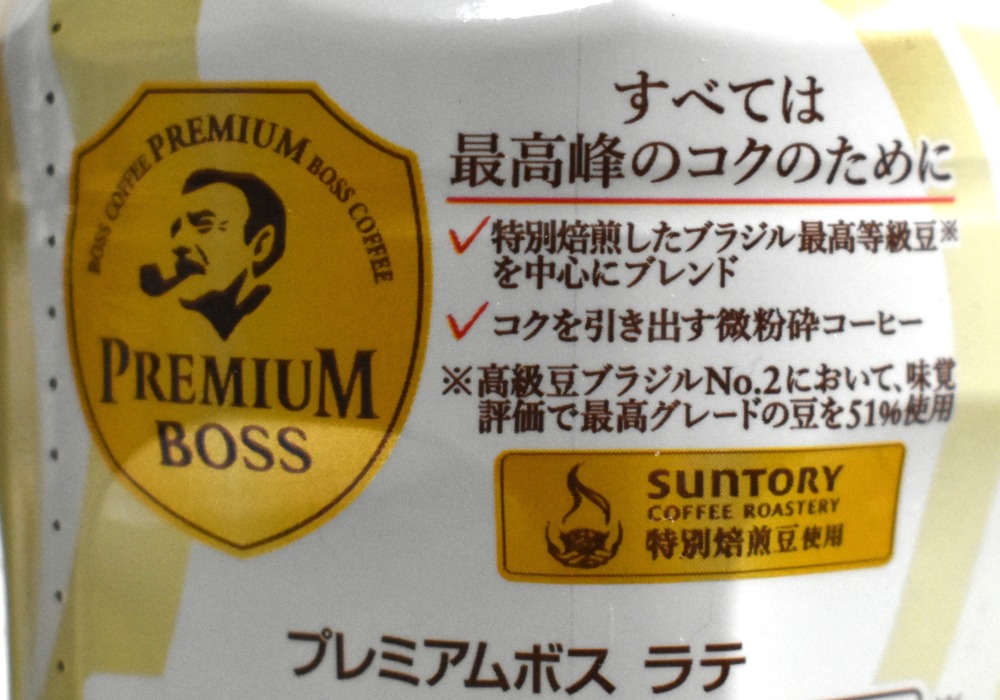 BOSS COFFEE PREMIUM BOSS COFFEE
PREMIUM
BOSS
すべては
最高峰のコクのために
特別焙煎したブラジル最高等級豆※
を中心にブレンド
コクを引き出す微粉砕コーヒー
※高級豆ブラジルNo.2において、味覚
評価で最高グレードの豆を51%使用
SUNTORY
COFFEE ROASTERY
特別焙煎豆使用
プレミアムボス ラテ